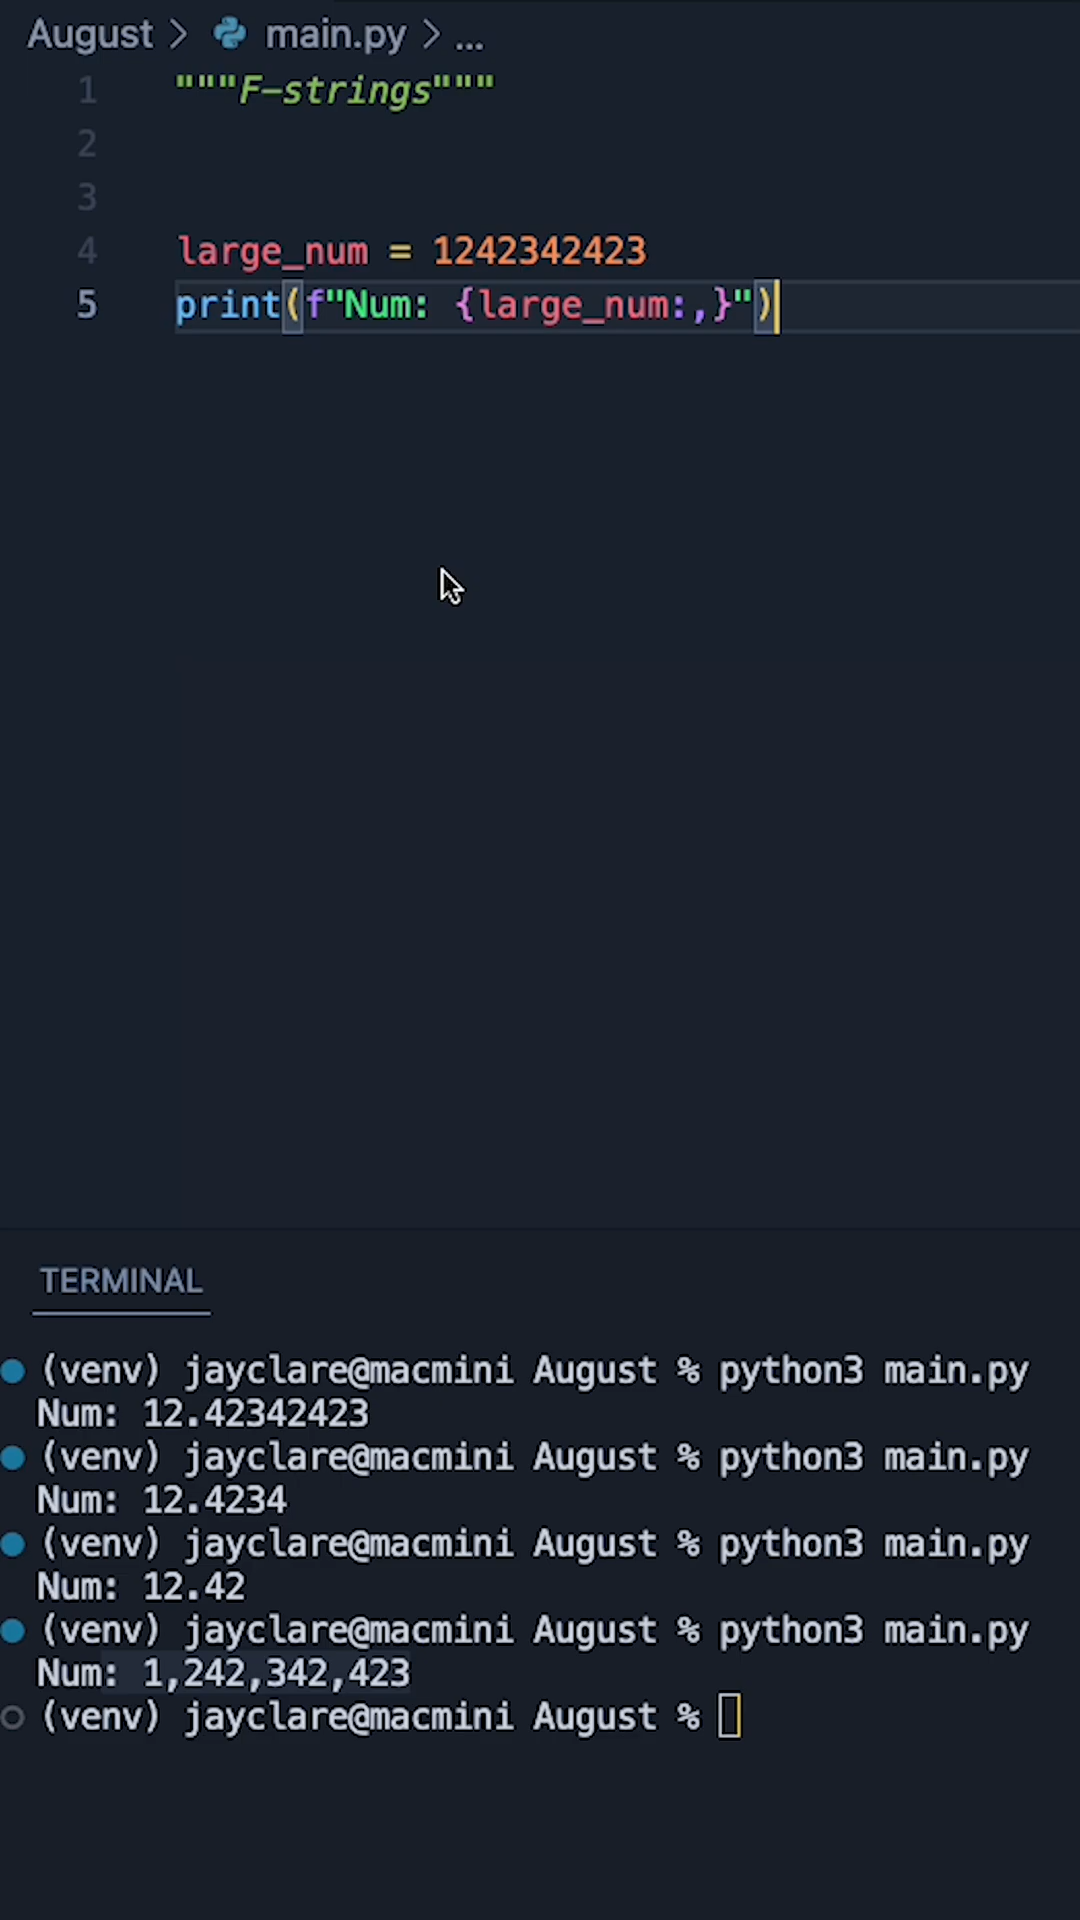 August > main.py > ...
1 """F-strings"""
2
3
4 large_num = 1242342423
5 print(f"Num: {large_num:,}")
TERMINAL
(venv) jayclare@macmini August % python3 main.py
Num: 12.42342423
(venv) jayclare@macmini August % python3 main.py
Num: 12.4234
(venv) jayclare@macmini August % python3 main.py
Num: 12.42
(venv) jayclare@macmini August % python3 main.py
Num: 1,242,342,423
(venv) jayclare@macmini August %